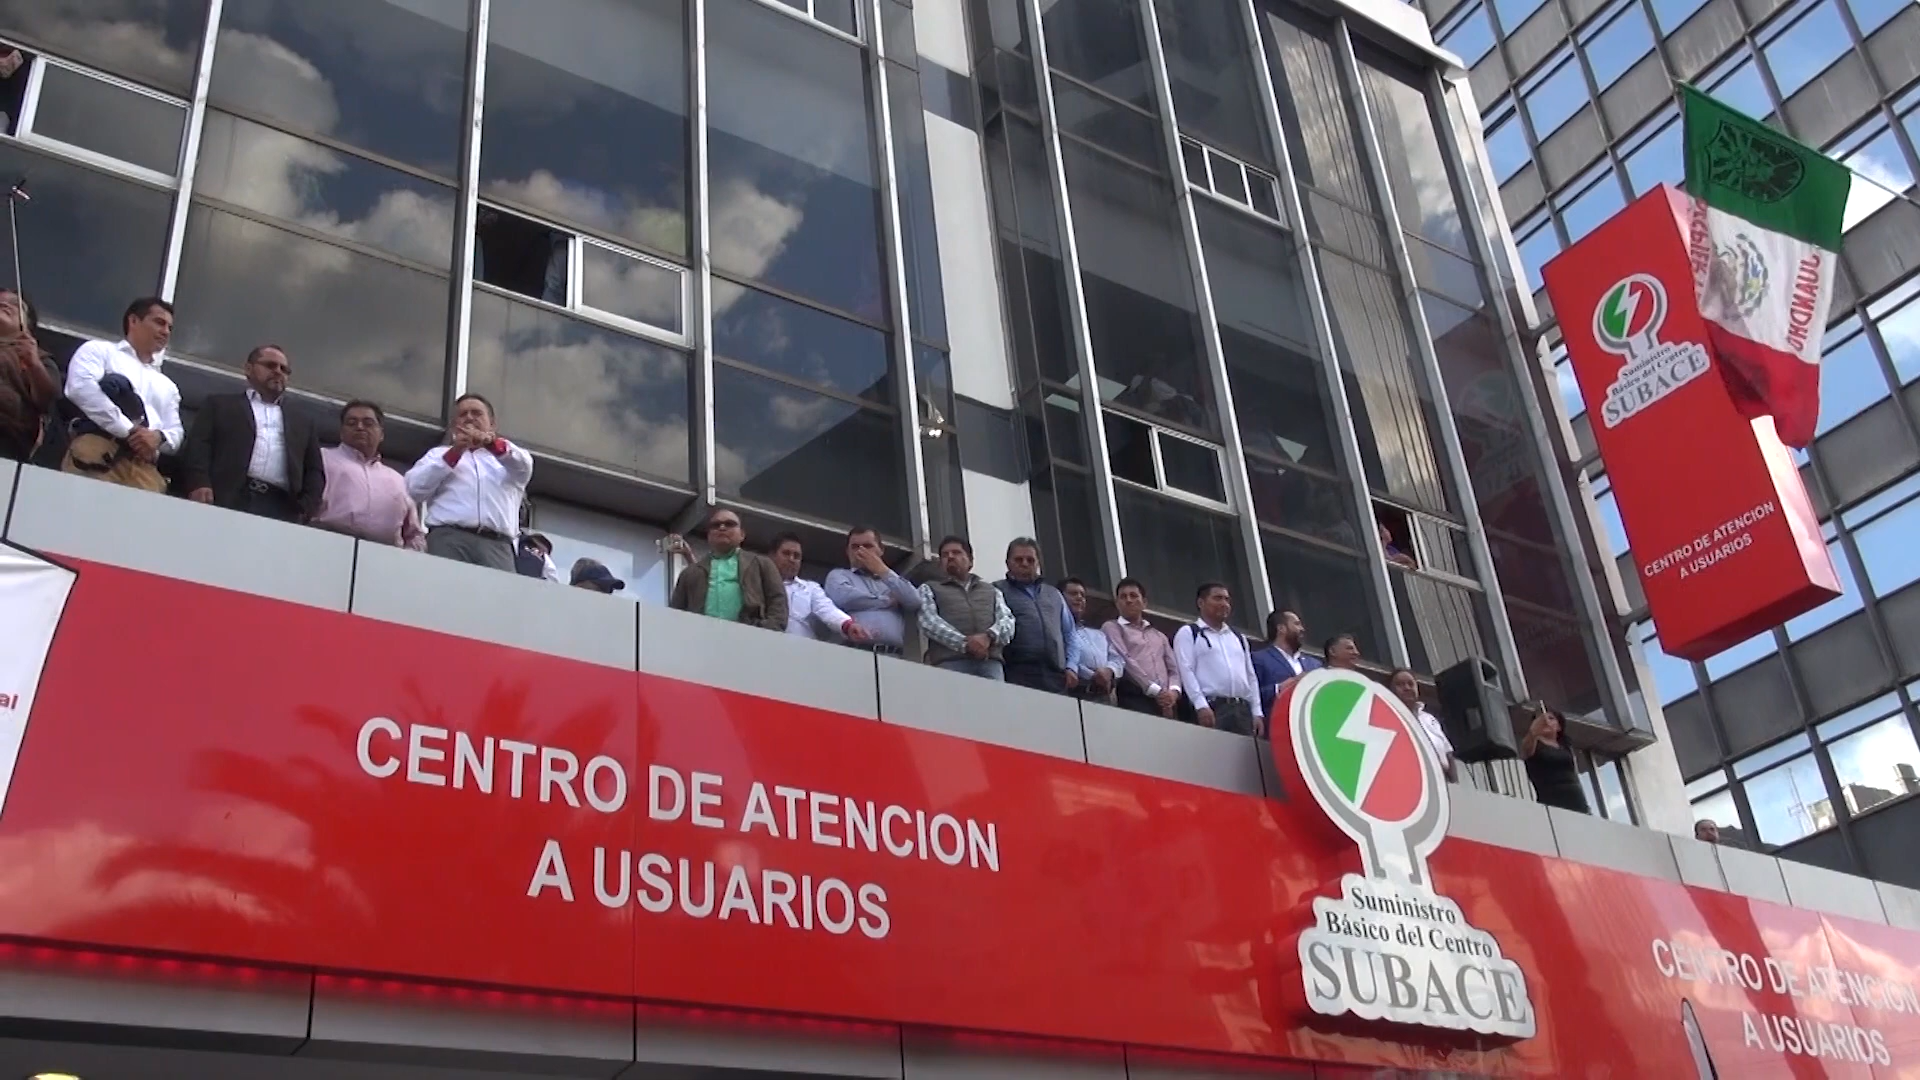 CENTRO DE ATENCION
A USUARIOS
Suministro
Básico del Centro
SUBACE
CENTRO DE ATENCION
A USUARIOS
Suministro
Básico del Centro
SUBACE
CENTRO DE ATENCION
A USUARIOS
al